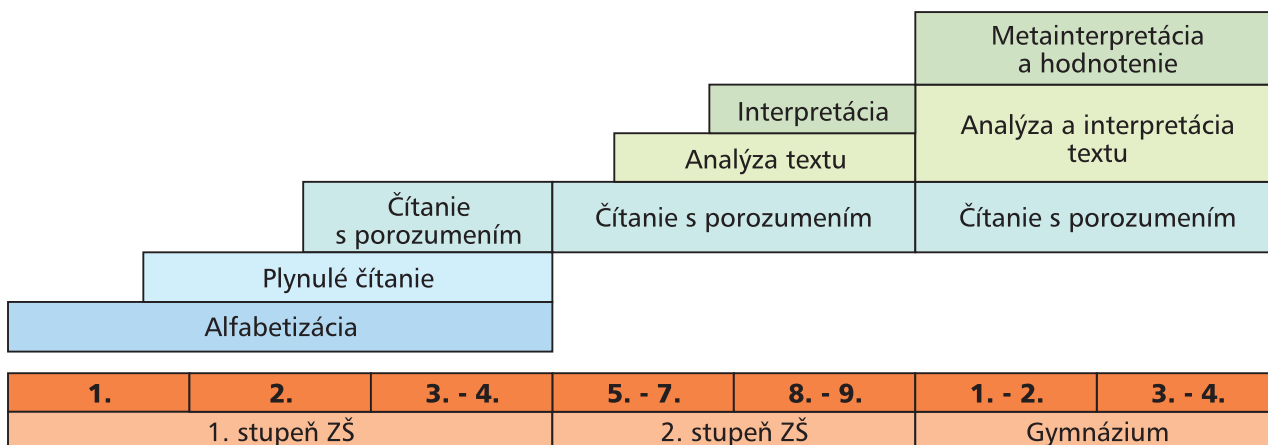 Metainterpretácia
a hodnotenie
Interpretácia
Analýza a interpretácia
textu
Analýza textu
Čítanie
s porozumením
Čítanie s porozumením
Čítanie s porozumením
Plynulé čítanie
Alfabetizácia
1.
2.
3. - 4.
5. - 7.
8. - 9.
1. - 2.
3. - 4.
1. stupeň ZŠ
2. stupeň ZŠ
Gymnázium